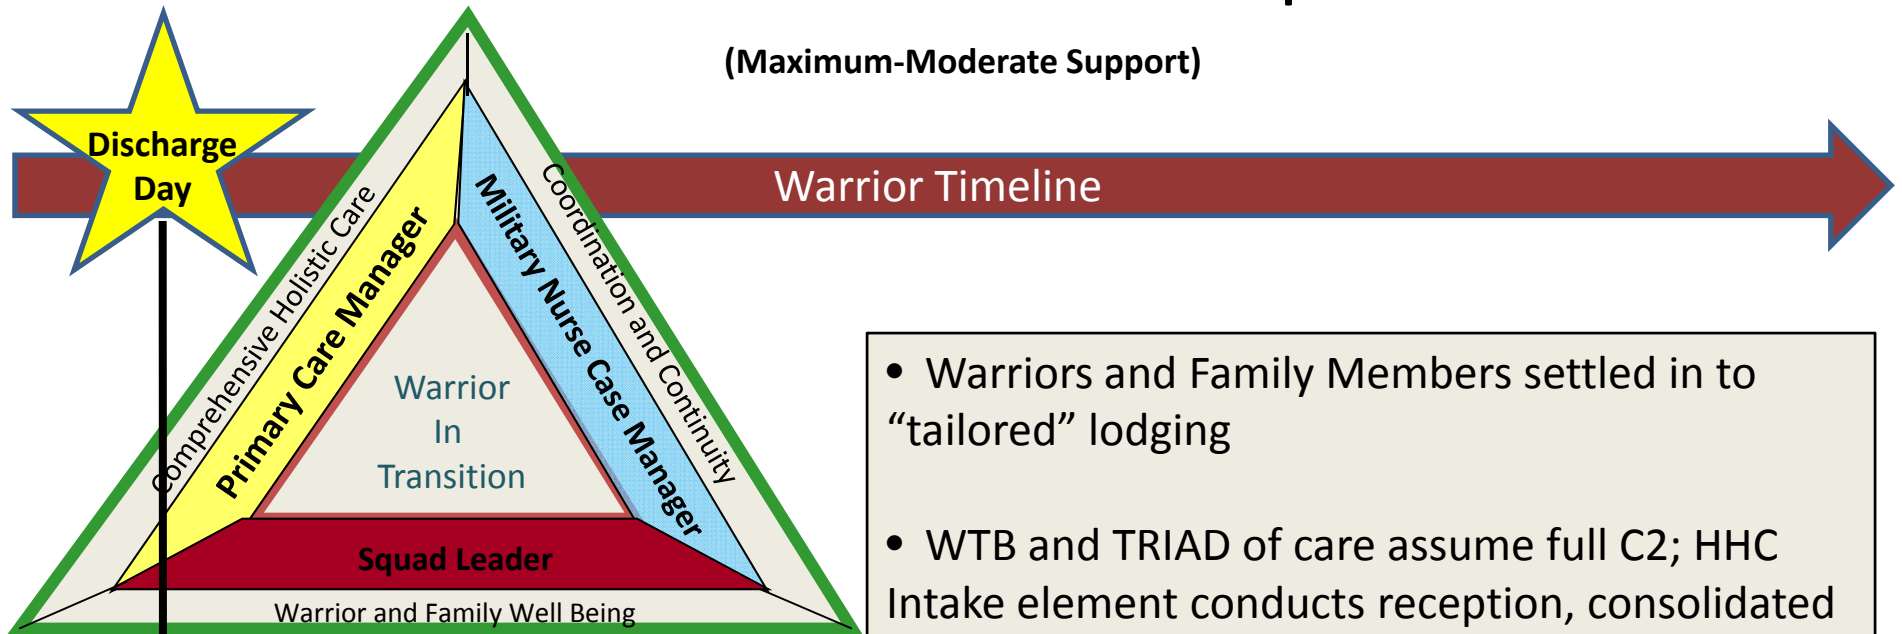 (Maximum-Moderate Support)
Discharge
Day
Warrior Timeline
Comprehensive Holistic Care
Primary Care Manager
Military Nurse Case Manager
Coordination and Continuity
Warrior
In
Transition
Squad Leader
Warrior and Family Well Being
• Warriors and Family Members settled in to
“tailored” lodging
• WTB and TRIAD of care assume full C2; HHC
Intake element conducts reception, consolidated